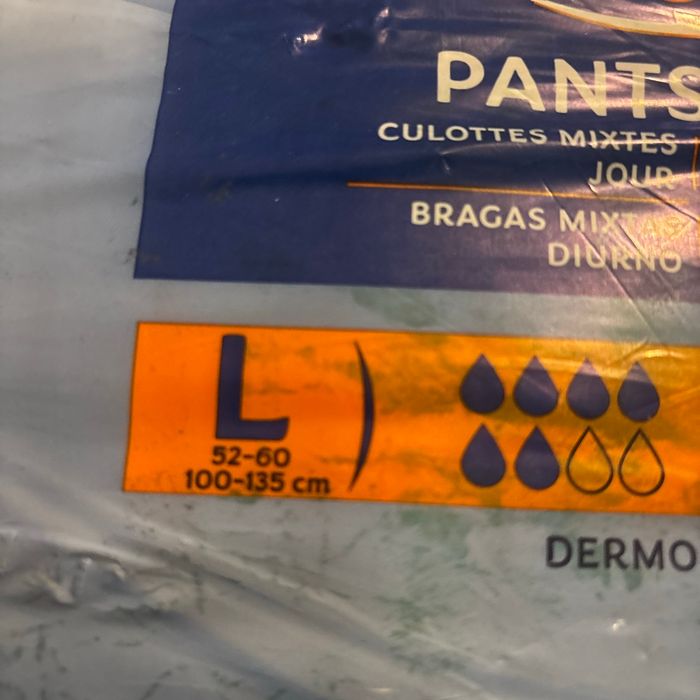 PANTS
CULOTTES MIXTES
JOUR
BRAGAS MIXTAS
DIURNO
L
52-60
100-135 cm
DERMO